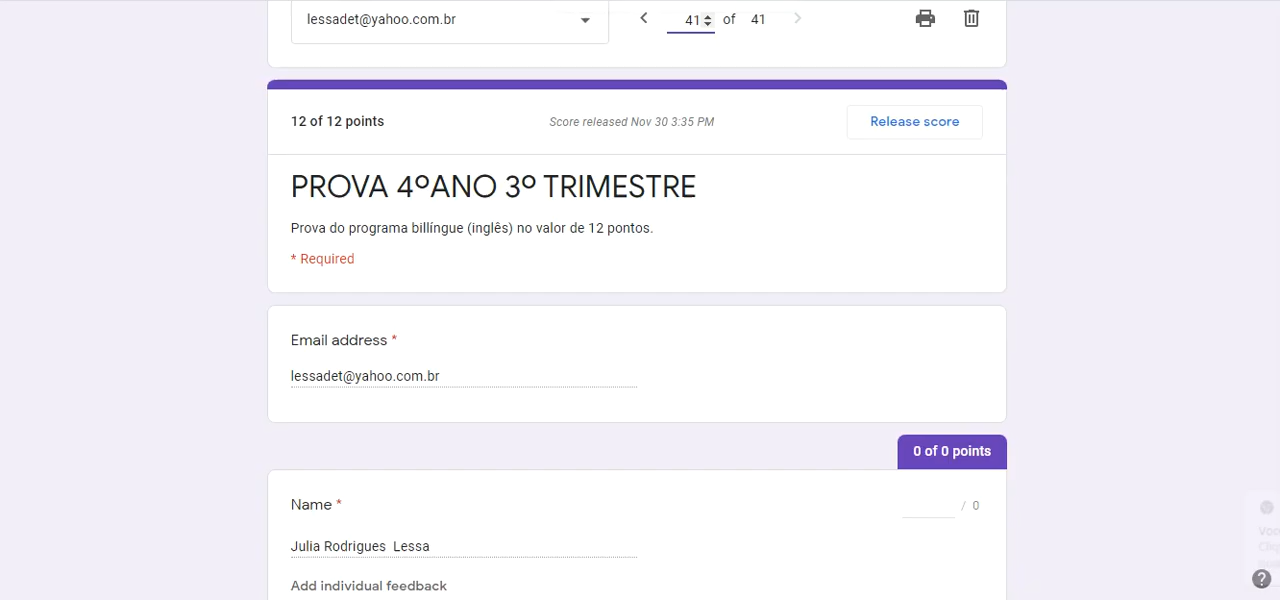 lessadet@yahoo.com.br
41 of 41
12 of 12 points
Score released Nov 30 3:35 PM
Release score
PROVA 4ºANO 3º TRIMESTRE
Prova do programa billíngue (inglês) no valor de 12 pontos.
* Required
Email address *
lessadet@yahoo.com.br
0 of 0 points
Name *
/ 0
Julia Rodrigues  Lessa
Add individual feedback
?